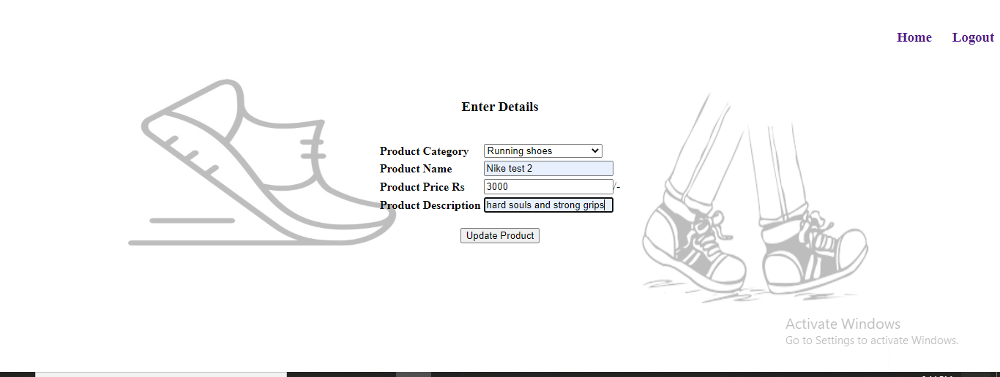 Home Logout
Enter Details
Product Category Running shoes
Product Name Nike test 2
Product Price Rs 3000 /-
Product Description hard souls and strong grips
Update Product
Activate Windows
Go to Settings to activate Windows.